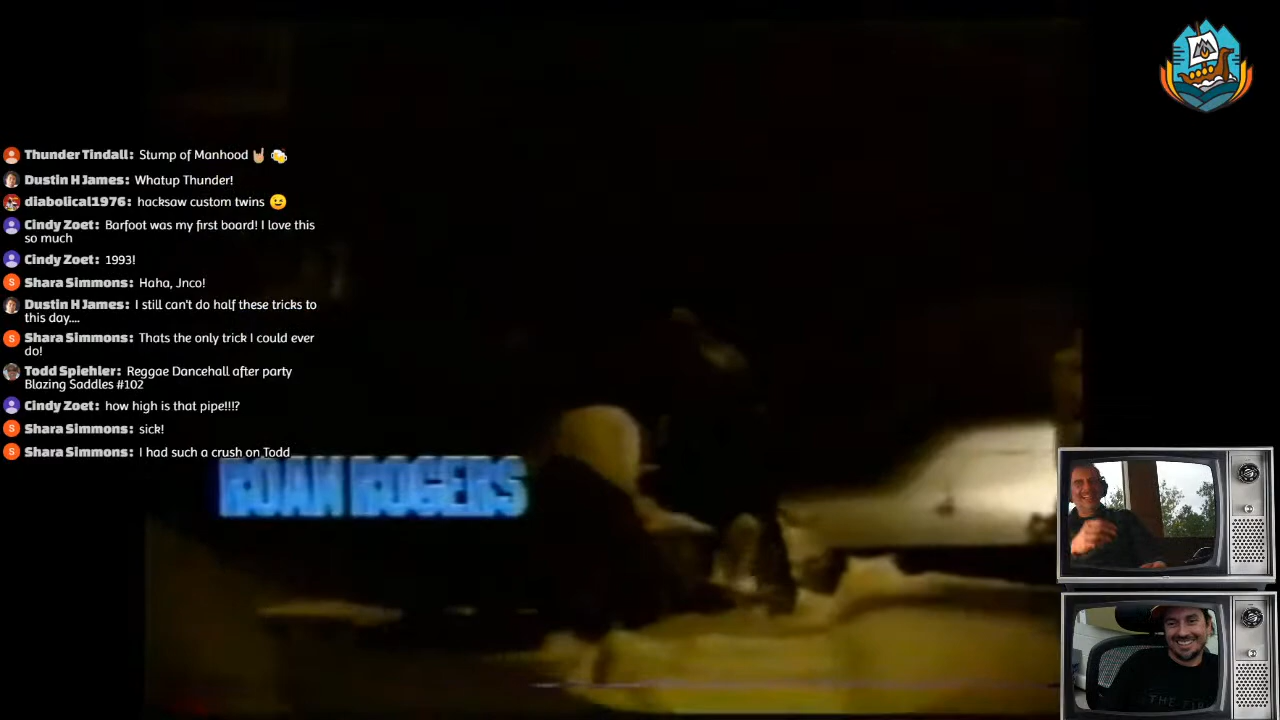 Thunder Tindall: Stump of Manhood 🤘🏼 🍻
Dustin H James: Whatup Thunder!
diabolical1976: hacksaw custom twins 😉
Cindy Zoet: Barfoot was my first board! I love this
so much
Cindy Zoet: 1993!
S Shara Simmons: Haha, Jnco!
Dustin H James: I still can't do half these tricks to
this day....
S Shara Simmons: Thats the only trick I could ever
do!
Todd Spiehler: Reggae Dancehall after party
Blazing Saddles #102
Cindy Zoet: how high is that pipe!!!?
S Shara Simmons: sick!
S Shara Simmons: I had such a crush on Todd
ROAN ROGERS
THE FIR